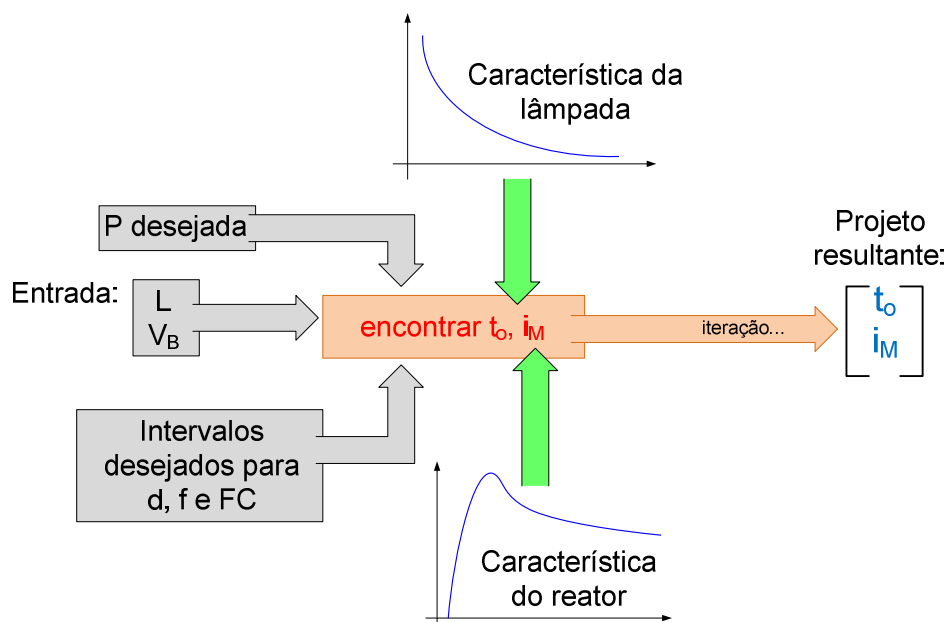 Característica da
lâmpada
P desejada
Entrada:
L
V_B
encontrar t_o, i_M
iteração...
Projeto
resultante:
t_o
i_M
Intervalos
desejados para
d, f e FC
Característica
do reator